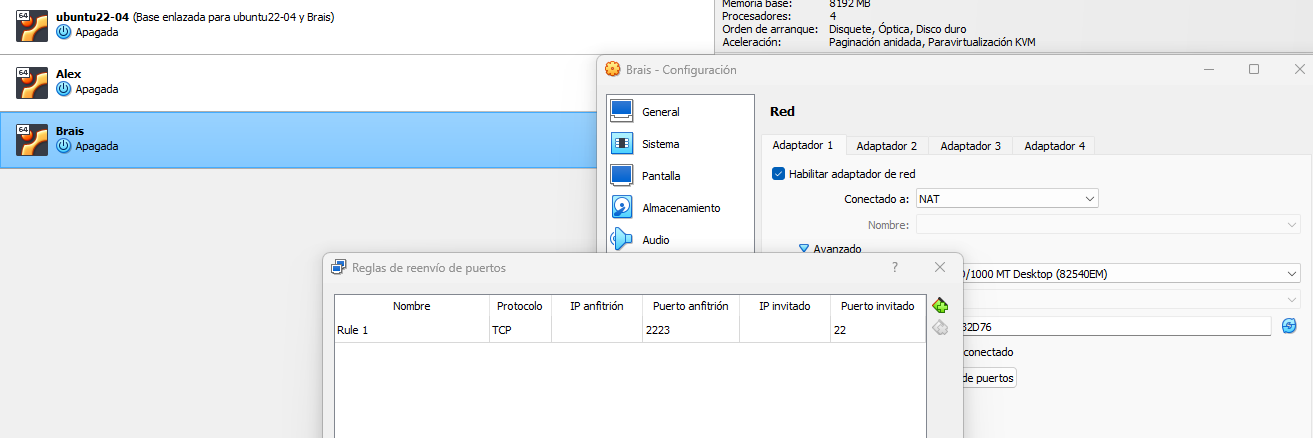 64 ubuntu22-04 (Base enlazada para ubuntu22-04 y Brais)
Apagada
64 Alex
Apagada
64 Brais
Apagada
Memoria base: 8192 MB
Procesadores: 4
Orden de arranque: Disquete, Óptica, Disco duro
Aceleración: Paginación anidada, Paravirtualización KVM
Brais - Configuración
General
Sistema
Pantalla
Almacenamiento
Audio
Red
Adaptador 1 Adaptador 2 Adaptador 3 Adaptador 4
Habilitar adaptador de red
Conectado a: NAT
Nombre:
Avanzado
0/1000 MT Desktop (82540EM)
32D76
conectado
de puertos
Reglas de reenvío de puertos ?
Nombre Protocolo IP anfitrión Puerto anfitrión IP invitado Puerto invitado
Rule 1 TCP 2223 22